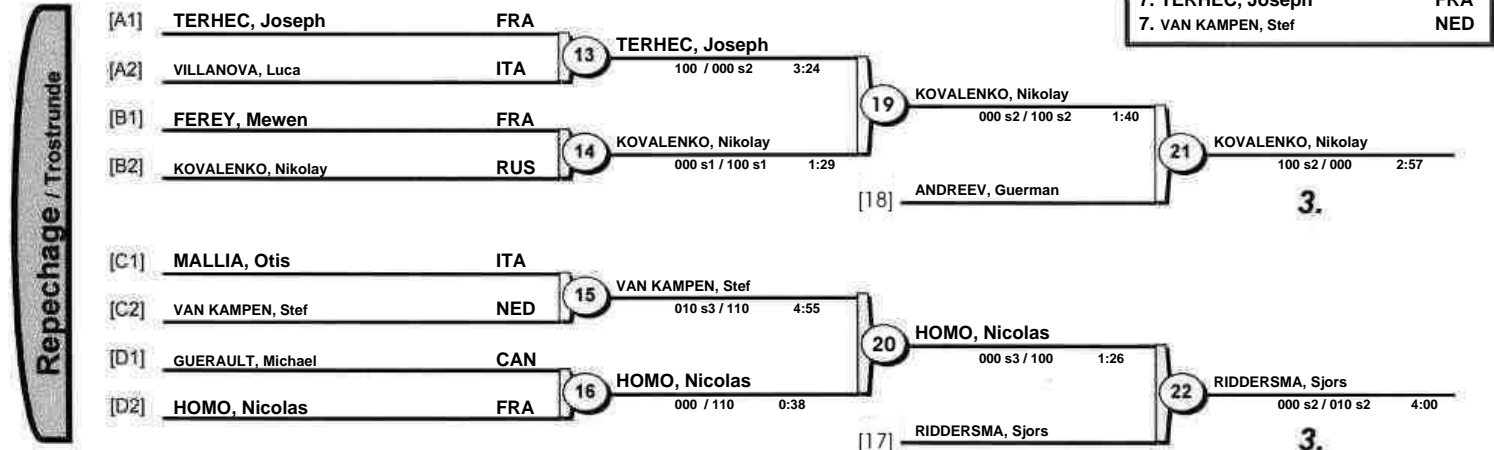 7. TERHEC, Joseph FRA
7. VAN KAMPEN, Stef NED
Repechage / Trostrunde
[A1] TERHEC, Joseph FRA
13
TERHEC, Joseph
100 / 000 s2 3:24
[A2] VILLANOVA, Luca ITA
19
KOVALENKO, Nikolay
000 s2 / 100 s2 1:40
[B1] FEREY, Mewen FRA
14
KOVALENKO, Nikolay
000 s1 / 100 s1 1:29
[B2] KOVALENKO, Nikolay RUS
21
KOVALENKO, Nikolay
100 s2 / 000 2:57
[18] ANDREEV, Guerman
3.
[C1] MALLIA, Otis ITA
15
VAN KAMPEN, Stef
010 s3 / 110 4:55
[C2] VAN KAMPEN, Stef NED
20
HOMO, Nicolas
000 s3 / 100 1:26
[D1] GUERAULT, Michael CAN
16
HOMO, Nicolas
000 / 110 0:38
[D2] HOMO, Nicolas FRA
22
RIDDERSMA, Sjors
000 s2 / 010 s2 4:00
[17] RIDDERSMA, Sjors
3.